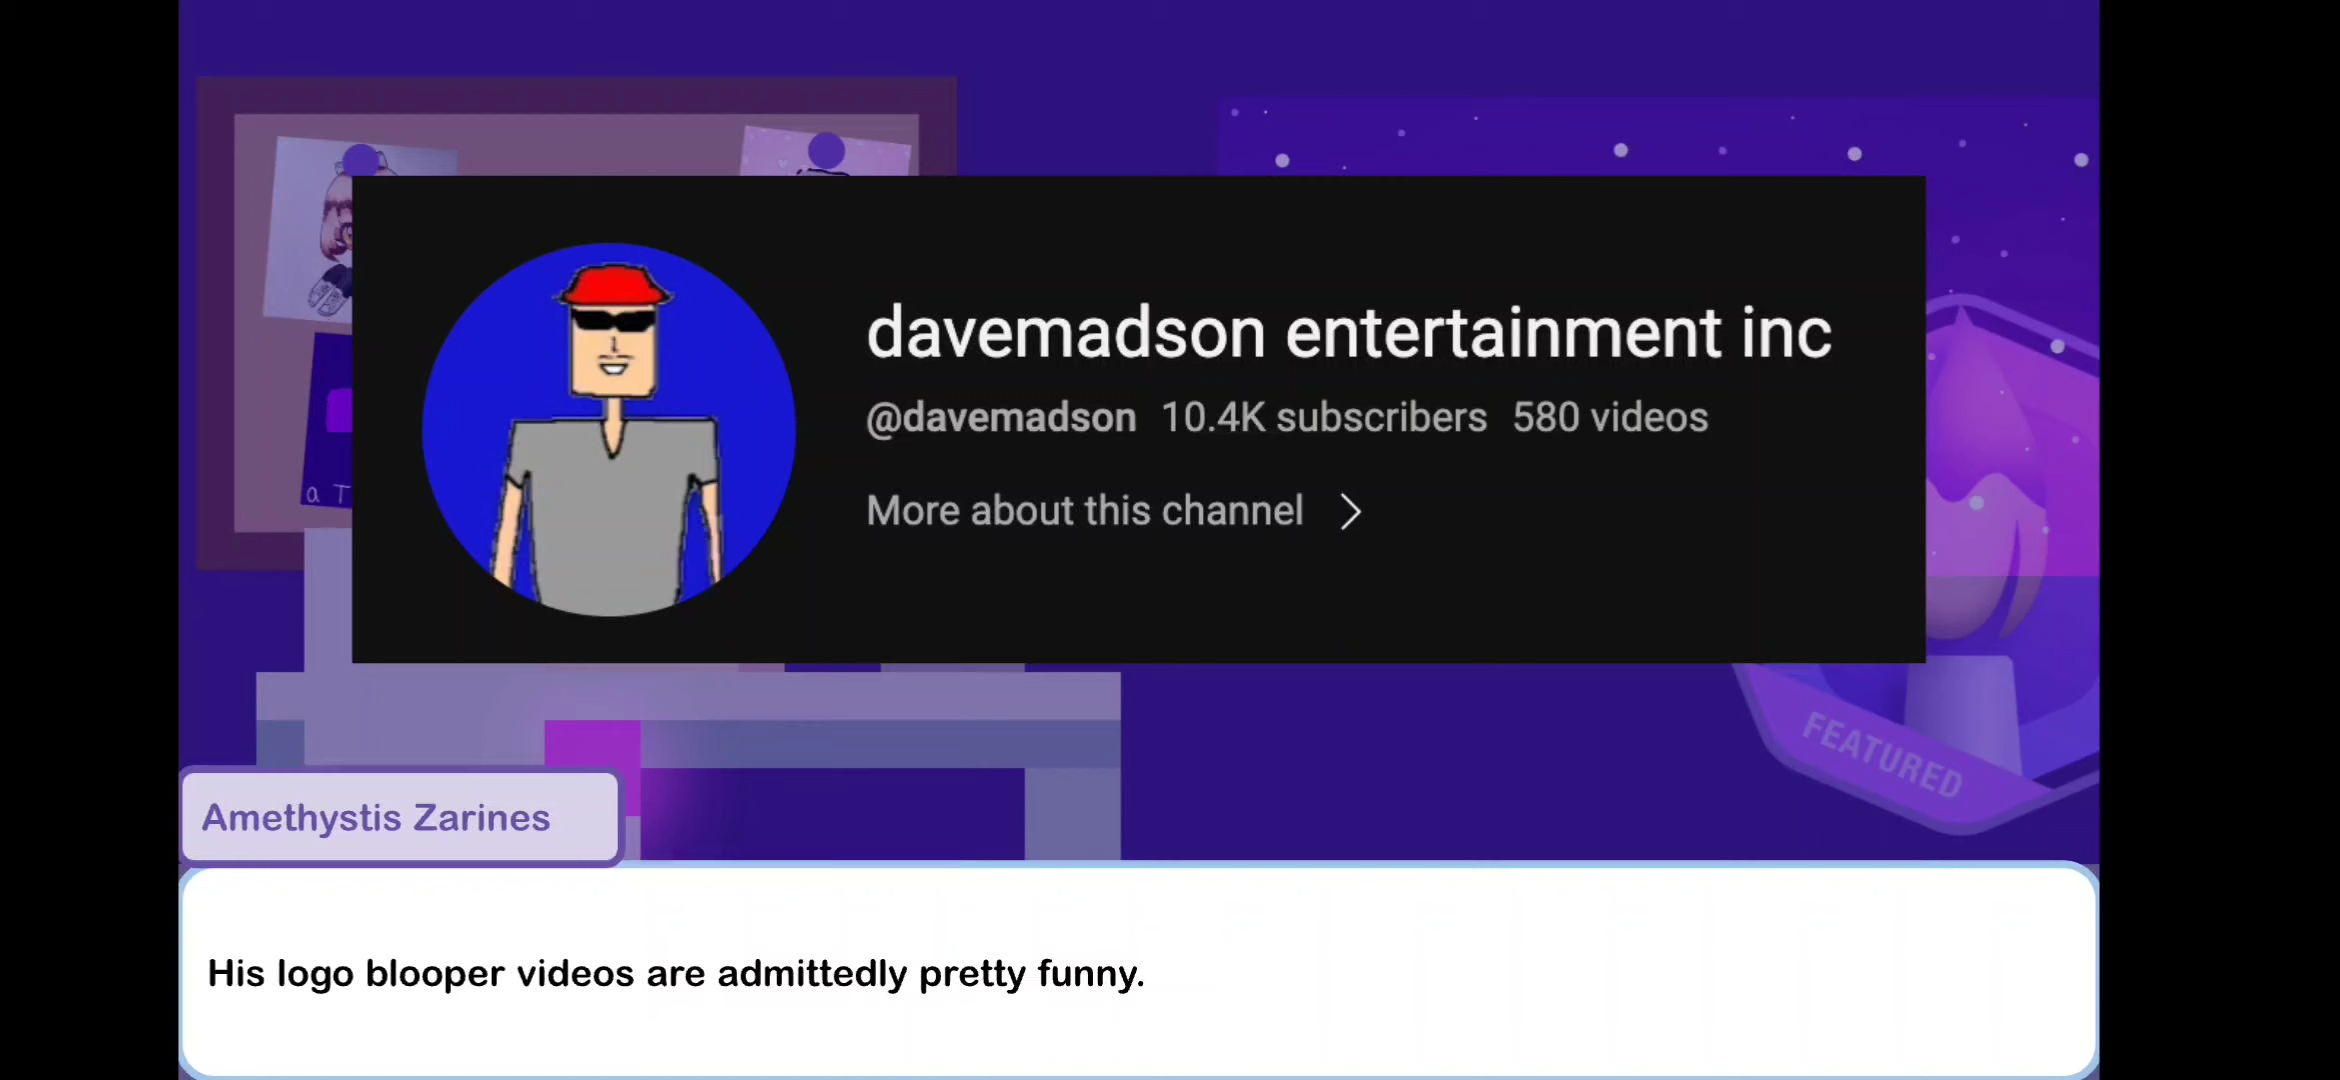 davemadson entertainment inc
@davemadson 10.4K subscribers 580 videos
More about this channel
a T
FEATURED
Amethystis Zarines
His logo blooper videos are admittedly pretty funny.